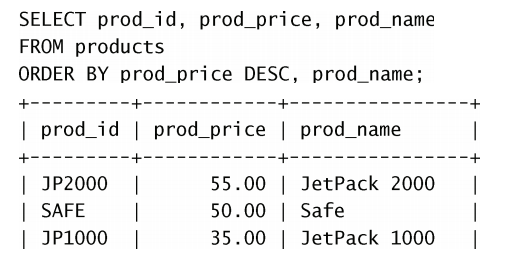 SELECT prod_id, prod_price, prod_name
FROM products
ORDER BY prod_price DESC, prod_name;
+---------+------------+----------------+
| prod_id | prod_price | prod_name      |
+---------+------------+----------------+
| JP2000  |      55.00 | JetPack 2000   |
| SAFE    |      50.00 | Safe           |
| JP1000  |      35.00 | JetPack 1000   |